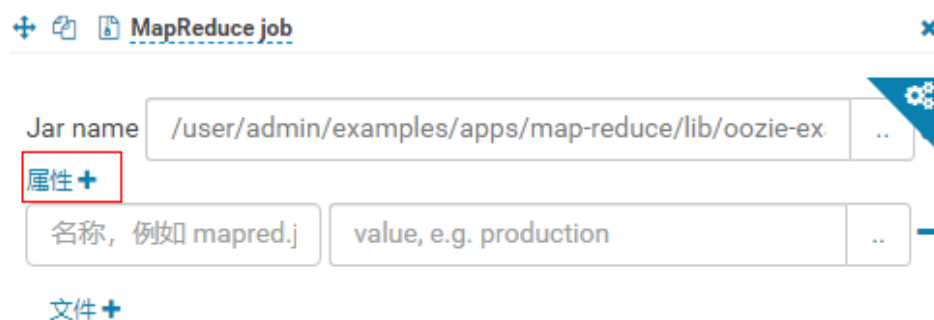 MapReduce job
Jar name /user/admin/examples/apps/map-reduce/lib/oozie-ex ..
属性+
名称，例如 mapred.j value, e.g. production ..
文件+